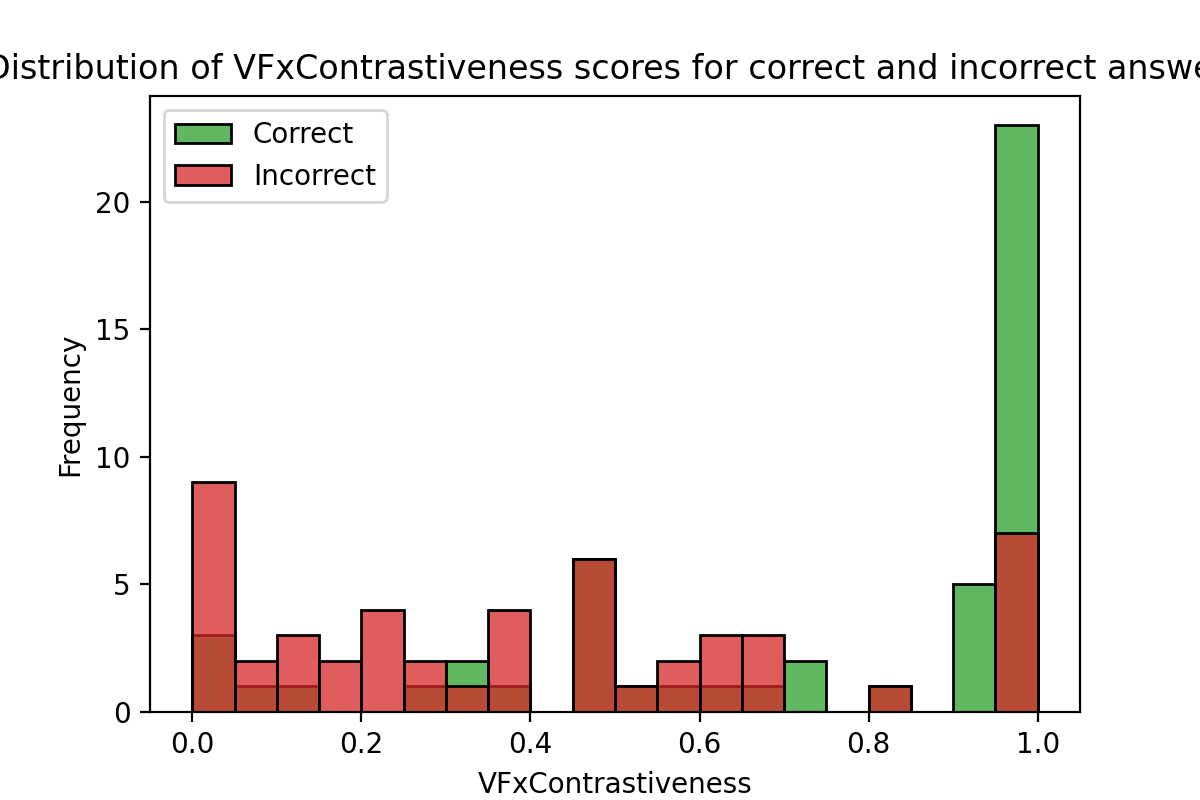 Distribution of VFxContrastiveness scores for correct and incorrect answe
Correct
Incorrect
20
15
10
5
0
Frequency
0.0 0.2 0.4 0.6 0.8 1.0
VFxContrastiveness